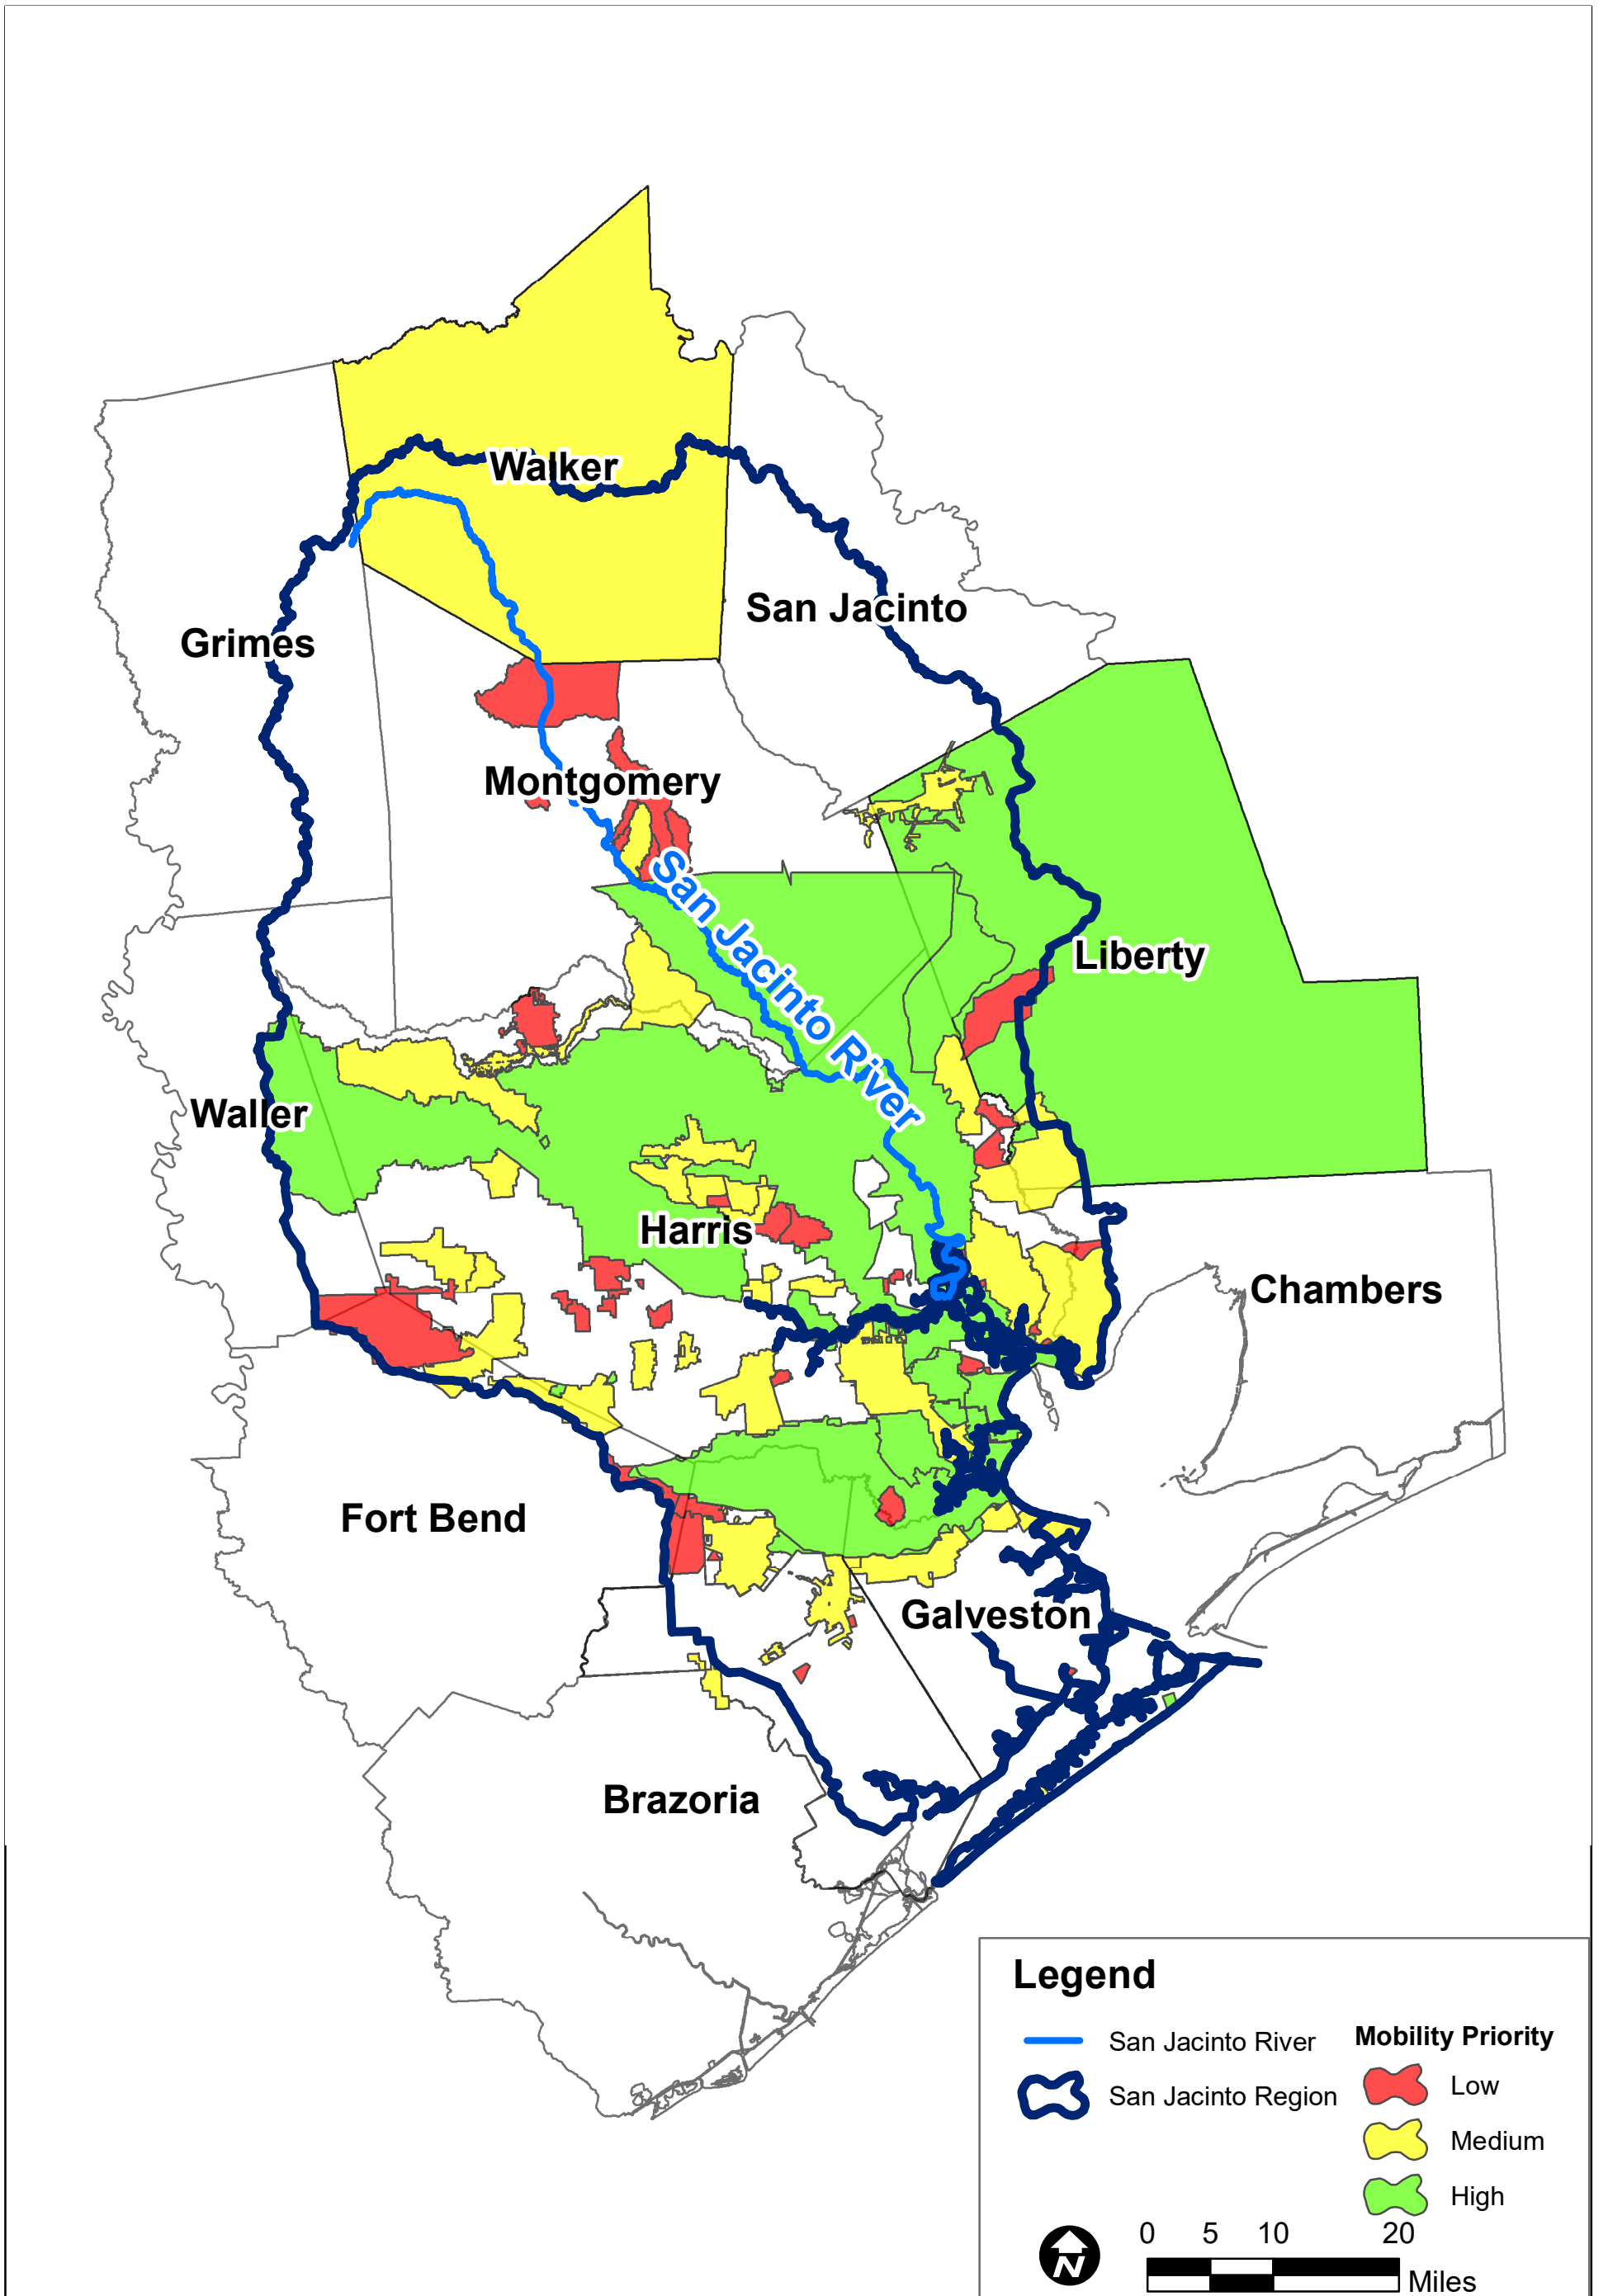 Walker
San Jacinto
Grimes
Montgomery
San Jacinto River
Liberty
Waller
Harris
Chambers
Fort Bend
Galveston
Brazoria
Legend
San Jacinto River
San Jacinto Region
Mobility Priority
Low
Medium
High
N
0 5 10 20
Miles